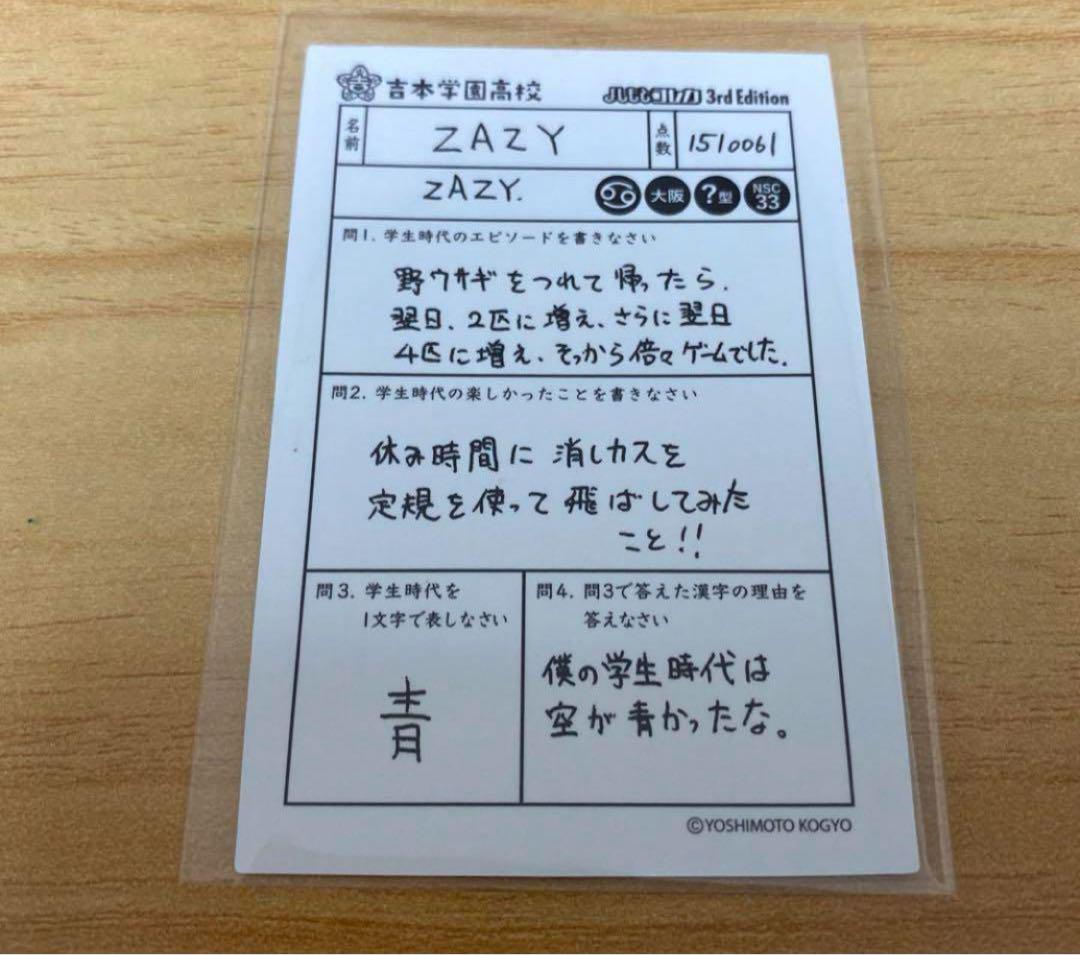 吉本学園高校
3rd Edition
名前
ZAZY
点数
1510061
ZAZY.
大阪
?型
NSC
33
問1. 学生時代のエピソードを書きなさい
野ウサギをつれて帰ったら、
翌日、2匹に増え、さらに翌日
4匹に増え、そっから倍々ゲームでした。
問2. 学生時代の楽しかったことを書きなさい
休み時間に消しカスを
定規を使って飛ばしてみた
こと!!
問3. 学生時代を
1文字で表しなさい
青
問4. 問3で答えた漢字の理由を
答えなさい
僕の学生時代は
空が青かったな。
©YOSHIMOTO KOGYO